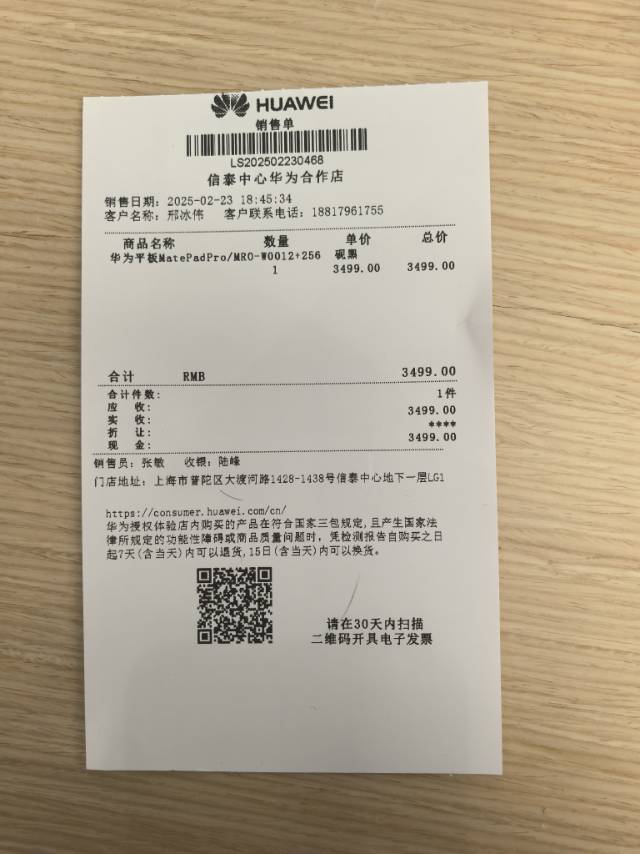 HUAWEI
销售单
LS202502230468
信泰中心华为合作店
销售日期: 2025-02-23 18:45:34
客户名称: 邢冰伟 客户联系电话: 18817961755
商品名称 数量 单价 总价
华为平板MatePadPro/MRO-W0012+256 砚黑
1 3499.00 3499.00
合计 RMB 3499.00
合计件数: 1件
应 收: 3499.00
实 收: ****
折 让: 3499.00
现 金:
销售员: 张敏 收银: 陆峰
门店地址: 上海市普陀区大渡河路1428-1438号信泰中心地下一层LG1
https://consumer.huawei.com/cn/
华为授权体验店内购买的产品在符合国家三包规定,且产生国家法
律所规定的功能性障碍或商品质量问题时, 凭检测报告自购买之日
起7天(含当天)内可以退货,15日(含当天)内可以换货。
请在30天内扫描
二维码开具电子发票